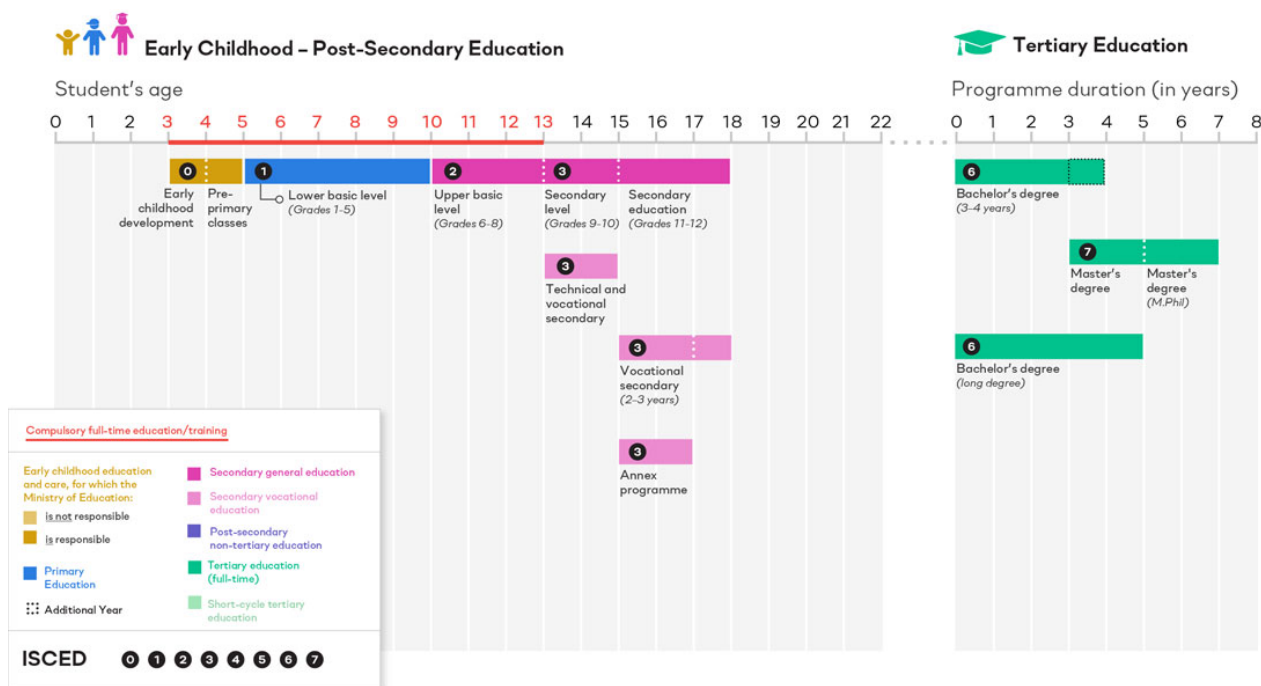 Early Childhood – Post-Secondary Education
Tertiary Education
Student's age
Programme duration (in years)
0 1 2 3 4 5 6 7 8 9 10 11 12 13 14 15 16 17 18 19 20 21 22
0 1 2 3 4 5 6 7 8
0
Early
childhood
development
Pre-
primary
classes
1
Lower basic level
(Grades 1-5)
2
Upper basic
level
(Grades 6-8)
3
Secondary
level
(Grades 9-10)
Secondary
education
(Grades 11-12)
6
Bachelor's degree
(3-4 years)
3
Technical and
vocational
secondary
7
Master's
degree
Master's
degree
(M.Phil)
3
Vocational
secondary
(2-3 years)
6
Bachelor's degree
(long degree)
3
Annex
programme
Compulsory full-time education/training
Early childhood education
and care, for which the
Ministry of Education:
is not responsible
is responsible
Primary
Education
Additional Year
Secondary general education
Secondary vocational
education
Post-secondary
non-tertiary education
Tertiary education
(full-time)
Short-cycle tertiary
education
ISCED 0 1 2 3 4 5 6 7